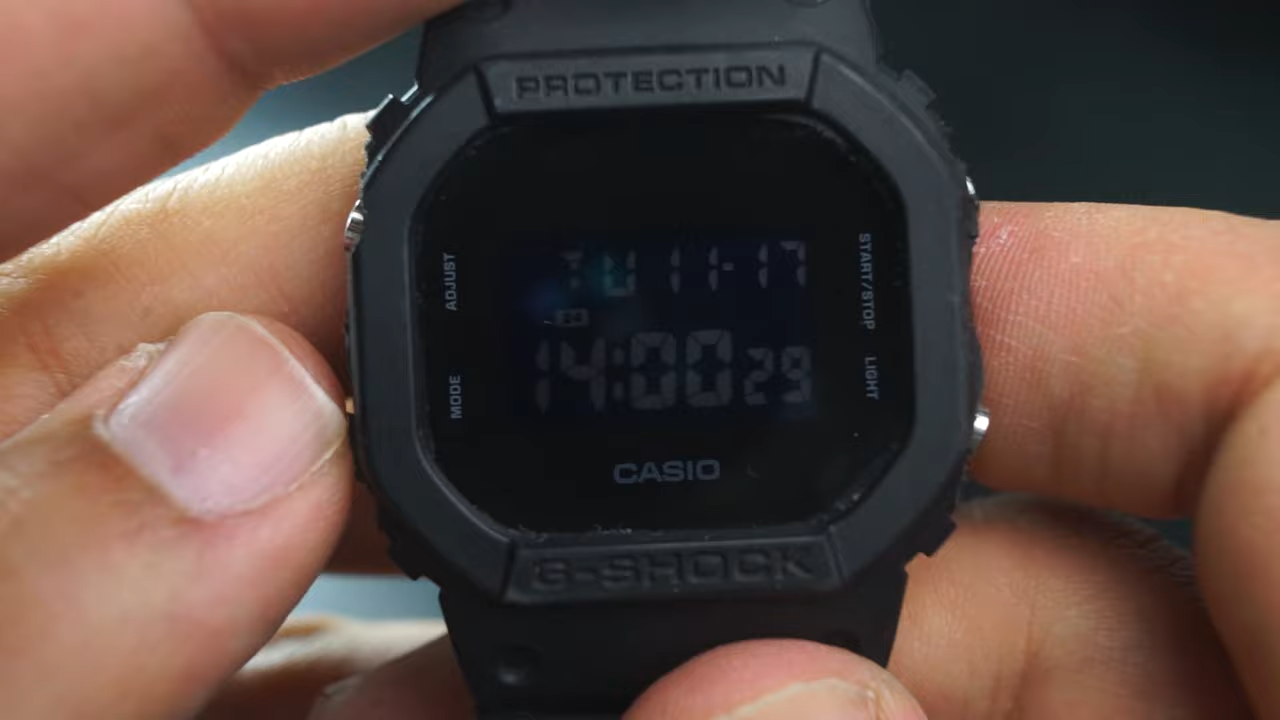 PROTECTION
ADJUST
START/STOP
TU 11-17
14:00 29
MODE
LIGHT
CASIO
G-SHOCK